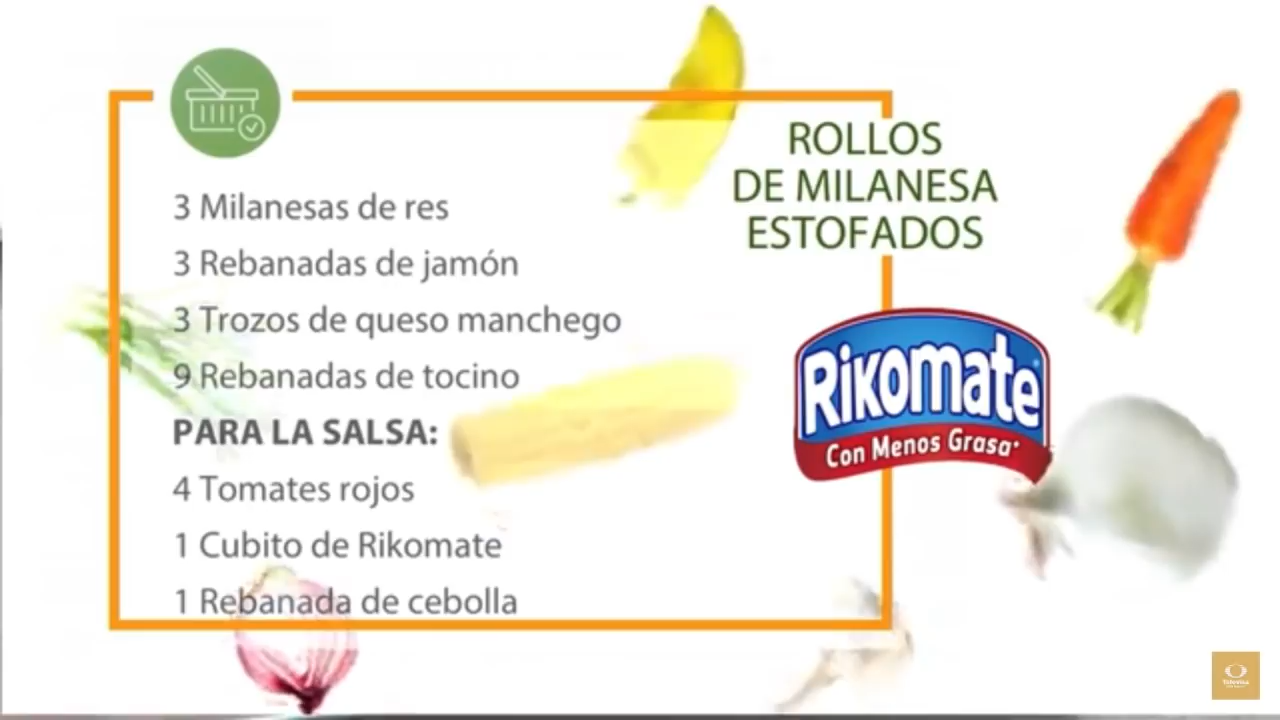 ROLLOS
DE MILANESA
ESTOFADOS
3 Milanesas de res
3 Rebanadas de jamón
3 Trozos de queso manchego
9 Rebanadas de tocino
PARA LA SALSA:
4 Tomates rojos
1 Cubito de Rikomate
1 Rebanada de cebolla
Rikomate
Con Menos Grasa*
Televisa